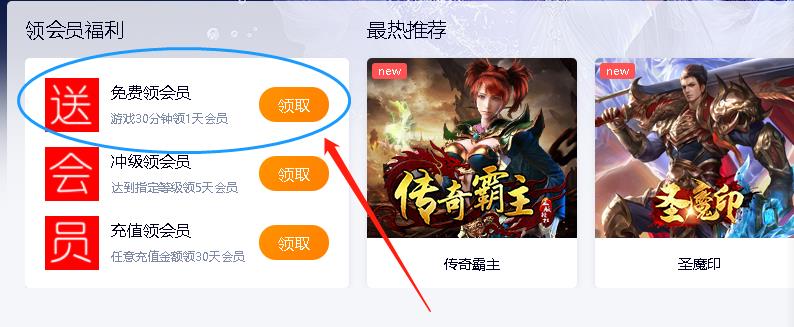 领会员福利
最热推荐
送
免费领会员
游戏30分钟领1天会员
领取
会
冲级领会员
达到指定等级领5天会员
领取
员
充值领会员
任意充值金额领30天会员
领取
new
传奇霸主
传奇霸主
new
圣魔印
圣魔印